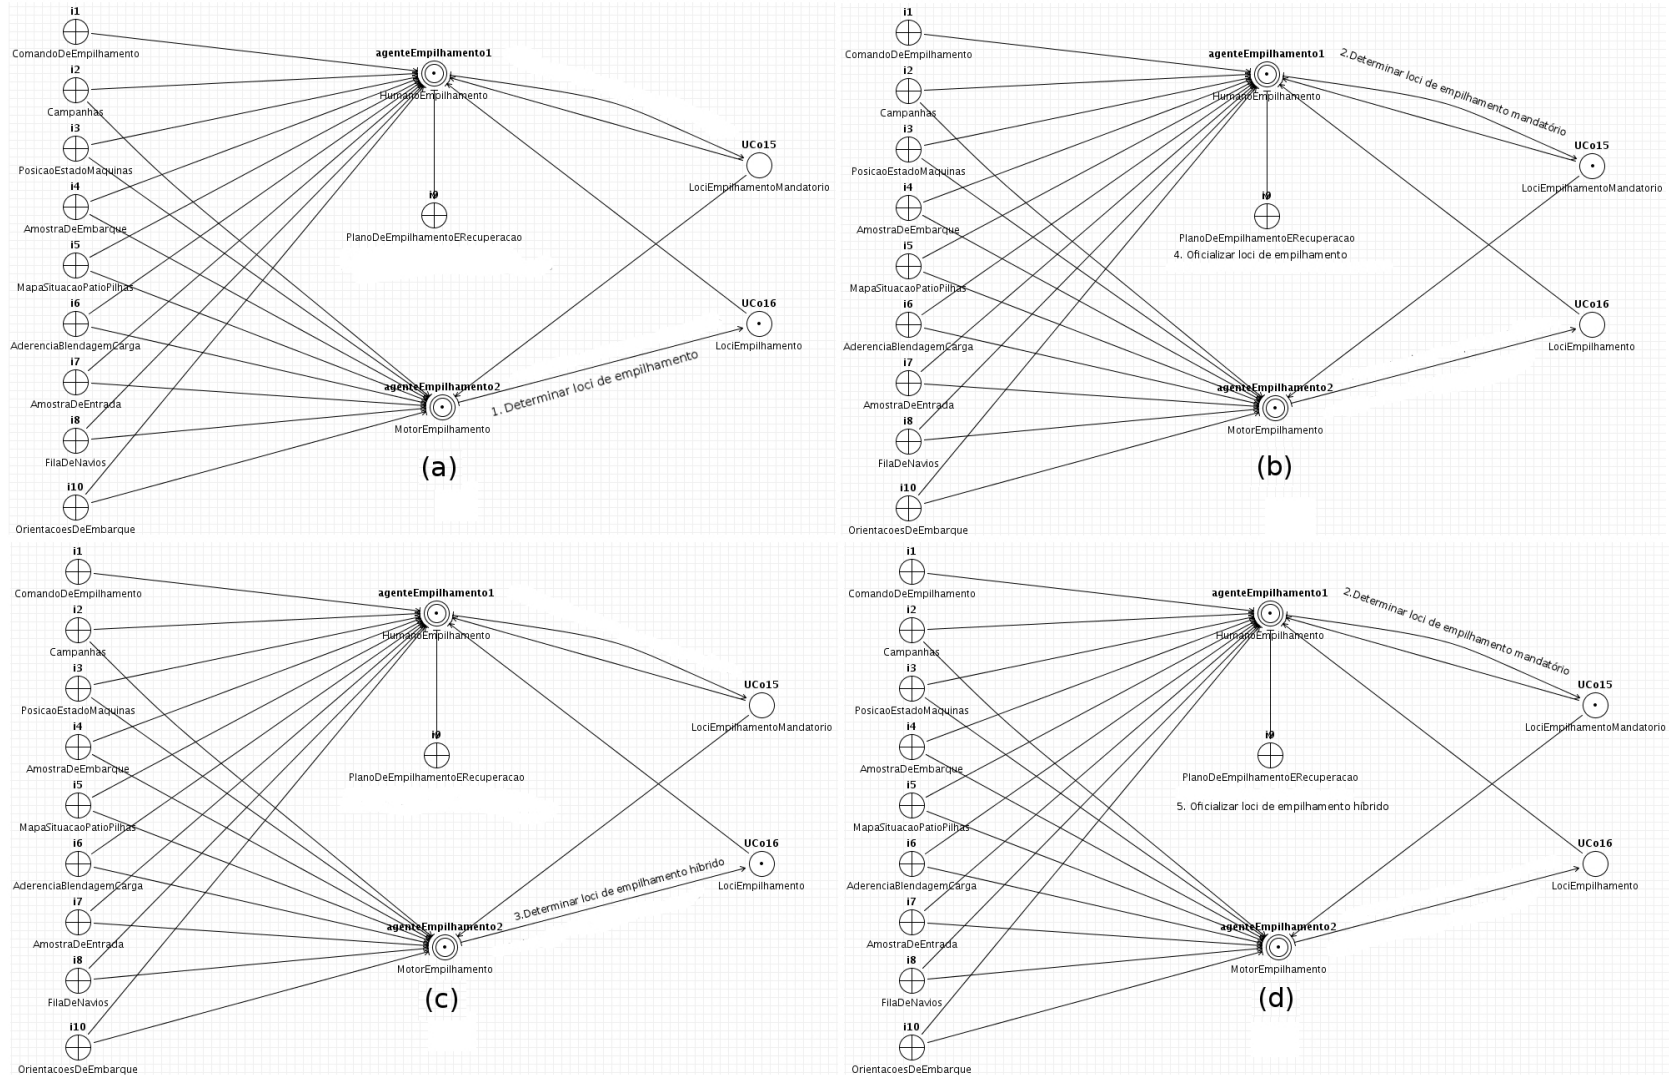 i1
ComandoDeEmpilhamento
agenteEmpilhamento1
HumanoEmpilhamento
i2
Campanhas
i3
PosicaoEstadoMaquinas
UCo15
LociEmpilhamentoMandatorio
i4
AmostraDeEmbarque
i9
PlanoDeEmpilhamentoERecuperacao
i5
MapaSituacaoPatioPilhas
i6
AderenciaBlendagemCarga
UCo16
LociEmpilhamento
1. Determinar loci de empilhamento
i7
AmostraDeEntrada
agenteEmpilhamento2
MotorEmpilhamento
i8
FilaDeNavios
(a)
i10
OrientacoesDeEmbarque
i1
ComandoDeEmpilhamento
agenteEmpilhamento1
HumanoEmpilhamento
2.Determinar loci de empilhamento mandatório
i2
Campanhas
i3
PosicaoEstadoMaquinas
UCo15
LociEmpilhamentoMandatorio
i4
AmostraDeEmbarque
i9
PlanoDeEmpilhamentoERecuperacao
4. Oficializar loci de empilhamento
i5
MapaSituacaoPatioPilhas
i6
AderenciaBlendagemCarga
UCo16
LociEmpilhamento
i7
AmostraDeEntrada
agenteEmpilhamento2
MotorEmpilhamento
i8
FilaDeNavios
(b)
i10
OrientacoesDeEmbarque
i1
ComandoDeEmpilhamento
agenteEmpilhamento1
HumanoEmpilhamento
i2
Campanhas
i3
PosicaoEstadoMaquinas
UCo15
LociEmpilhamentoMandatorio
i4
AmostraDeEmbarque
i9
PlanoDeEmpilhamentoERecuperacao
i5
MapaSituacaoPatioPilhas
i6
AderenciaBlendagemCarga
UCo16
LociEmpilhamento
3.Determinar loci de empilhamento híbrido
i7
AmostraDeEntrada
agenteEmpilhamento2
MotorEmpilhamento
i8
FilaDeNavios
(c)
i10
OrientacoesDeEmbarque
i1
ComandoDeEmpilhamento
agenteEmpilhamento1
HumanoEmpilhamento
2.Determinar loci de empilhamento mandatório
i2
Campanhas
i3
PosicaoEstadoMaquinas
UCo15
LociEmpilhamentoMandatorio
i4
AmostraDeEmbarque
i9
PlanoDeEmpilhamentoERecuperacao
5. Oficializar loci de empilhamento híbrido
i5
MapaSituacaoPatioPilhas
i6
AderenciaBlendagemCarga
UCo16
LociEmpilhamento
i7
AmostraDeEntrada
agenteEmpilhamento2
MotorEmpilhamento
i8
FilaDeNavios
(d)
i10
OrientacoesDeEmbarque